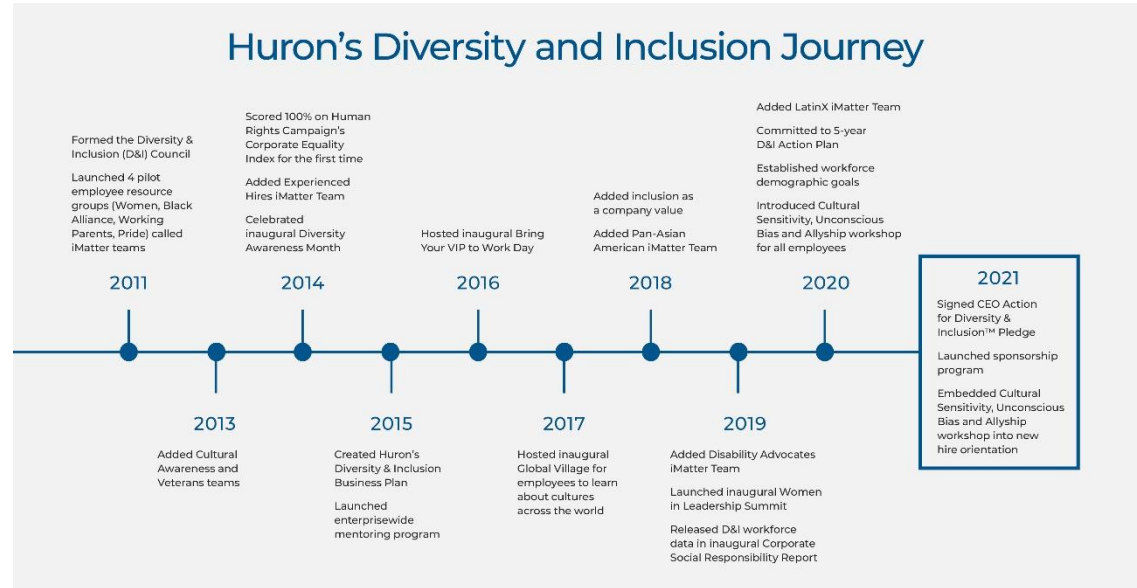 Huron's Diversity and Inclusion Journey
Formed the Diversity &
Inclusion (D&I) Council
Launched 4 pilot
employee resource
groups (Women, Black
Alliance, Working
Parents, Pride) called
iMatter teams
2011
Added Cultural
Awareness and
Veterans teams
2013
Scored 100% on Human
Rights Campaign's
Corporate Equality
Index for the first time
Added Experienced
Hires iMatter Team
Celebrated
inaugural Diversity
Awareness Month
2014
2015
Created Huron's
Diversity & Inclusion
Business Plan
Launched
enterprisewide
mentoring program
Hosted inaugural Bring
Your VIP to Work Day
2016
2017
Hosted inaugural
Global Village for
employees to learn
about cultures
across the world
Added inclusion as
a company value
Added Pan-Asian
American iMatter Team
2018
2019
Added Disability Advocates
iMatter Team
Launched inaugural Women
in Leadership Summit
Released D&I workforce
data in inaugural Corporate
Social Responsibility Report
Added LatinX iMatter Team
Committed to 5-year
D&I Action Plan
Established workforce
demographic goals
Introduced Cultural
Sensitivity, Unconscious
Bias and Allyship workshop
for all employees
2020
2021
Signed CEO Action
for Diversity &
Inclusion™ Pledge
Launched sponsorship
program
Embedded Cultural
Sensitivity, Unconscious
Bias and Allyship
workshop into new
hire orientation